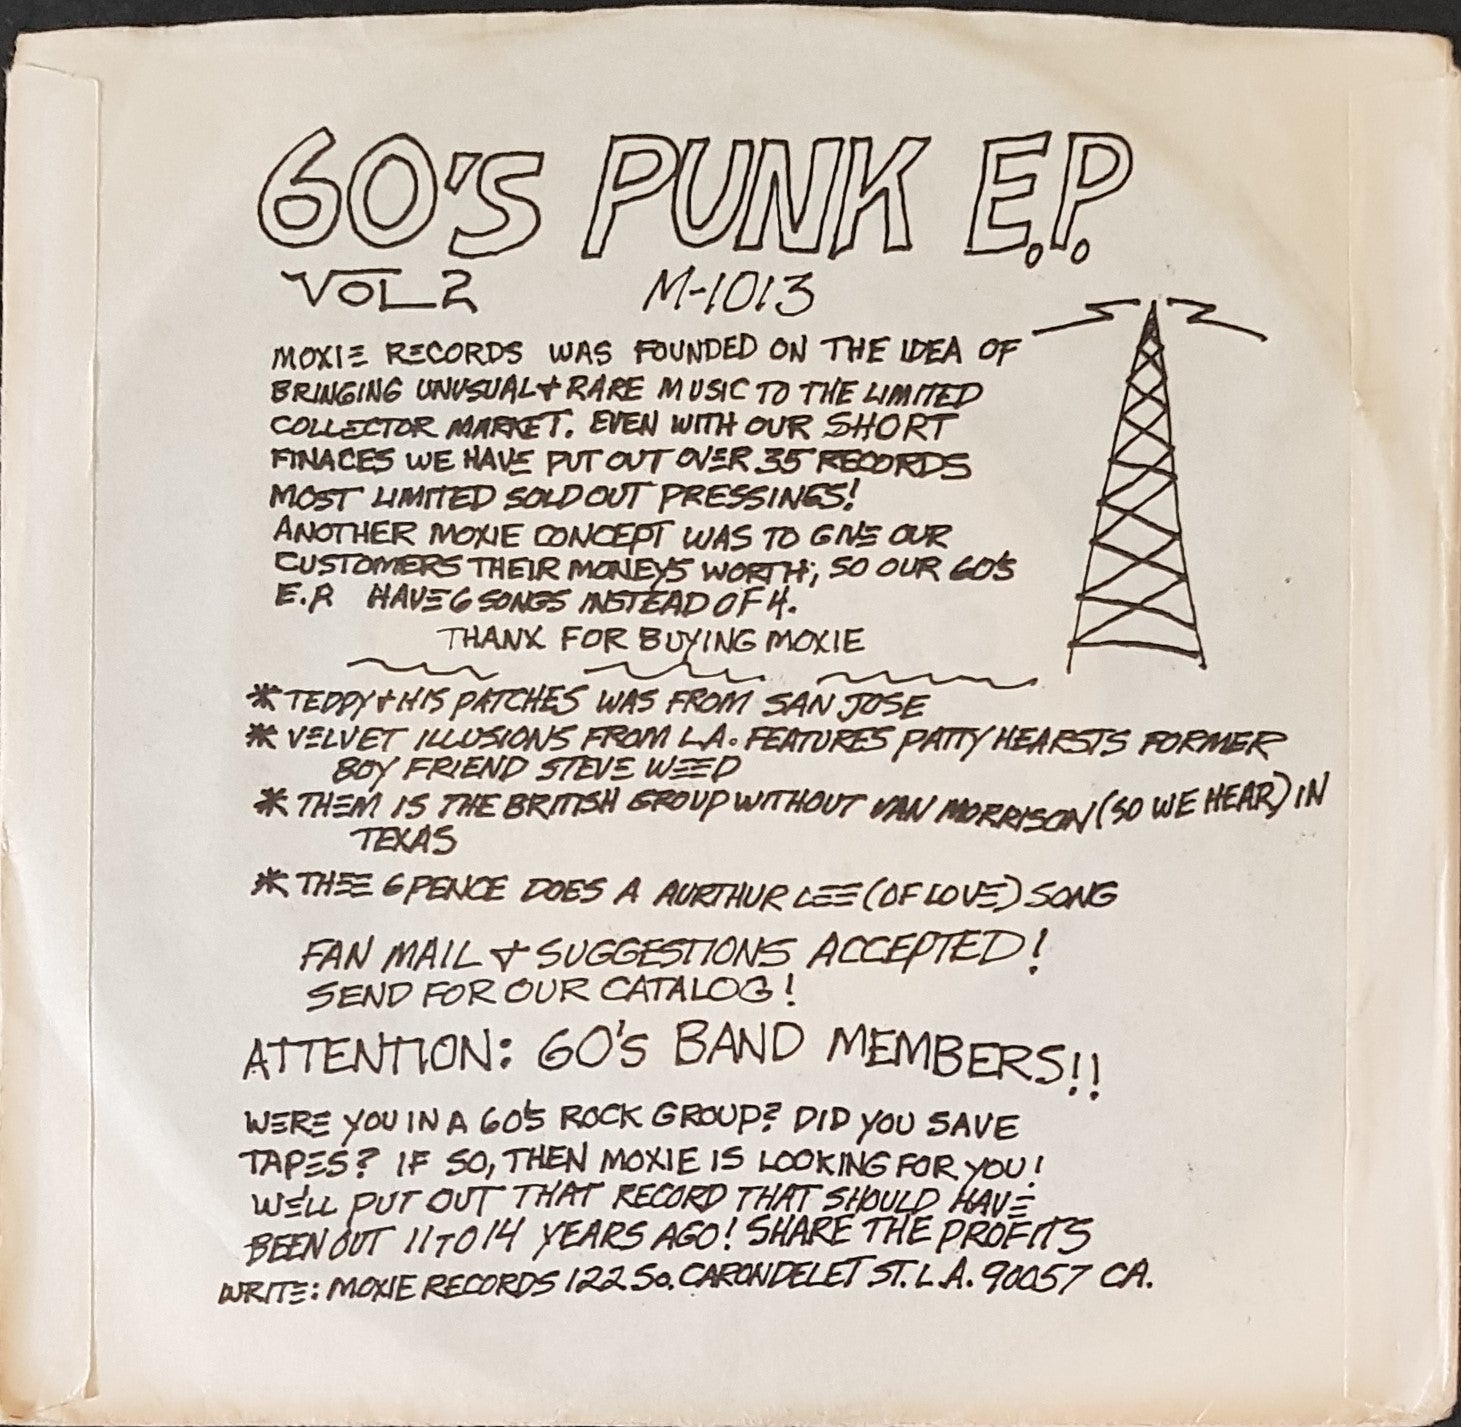 60'S PUNK E.P.
VOL 2 M-1013
MOXIE RECORDS WAS FOUNDED ON THE IDEA OF
BRINGING UNUSUAL & RARE MUSIC TO THE LIMITED
COLLECTOR MARKET. EVEN WITH OUR SHORT
FINACES WE HAVE PUT OUT OVER 35 RECORDS
MOST LIMITED SOLD OUT PRESSINGS!
ANOTHER MOXIE CONCEPT WAS TO GIVE OUR
CUSTOMERS THEIR MONEYS WORTH; SO OUR 60'S
E.P. HAVE 6 SONGS INSTEAD OF 4.
THANX FOR BUYING MOXIE
* TEDDY & HIS PATCHES WAS FROM SAN JOSE
* VELVET ILLUSIONS FROM L.A. FEATURES PATTY HEARSTS FORMER
BOY FRIEND STEVE WEED
* THEM IS THE BRITISH GROUP WITHOUT VAN MORRISON (SO WE HEAR) IN
TEXAS
* THEE 6PENCE DOES A AURTHUR LEE (OF LOVE) SONG
FAN MAIL & SUGGESTIONS ACCEPTED!
SEND FOR OUR CATALOG!
ATTENTION: 60'S BAND MEMBERS!!
WERE YOU IN A 60'S ROCK GROUP? DID YOU SAVE
TAPES? IF SO, THEN MOXIE IS LOOKING FOR YOU!
WE'LL PUT OUT THAT RECORD THAT SHOULD HAVE
BEEN OUT 11 TO 14 YEARS AGO! SHARE THE PROFITS
WRITE: MOXIE RECORDS 122 So. CARONDELET ST. L.A. 90057 CA.